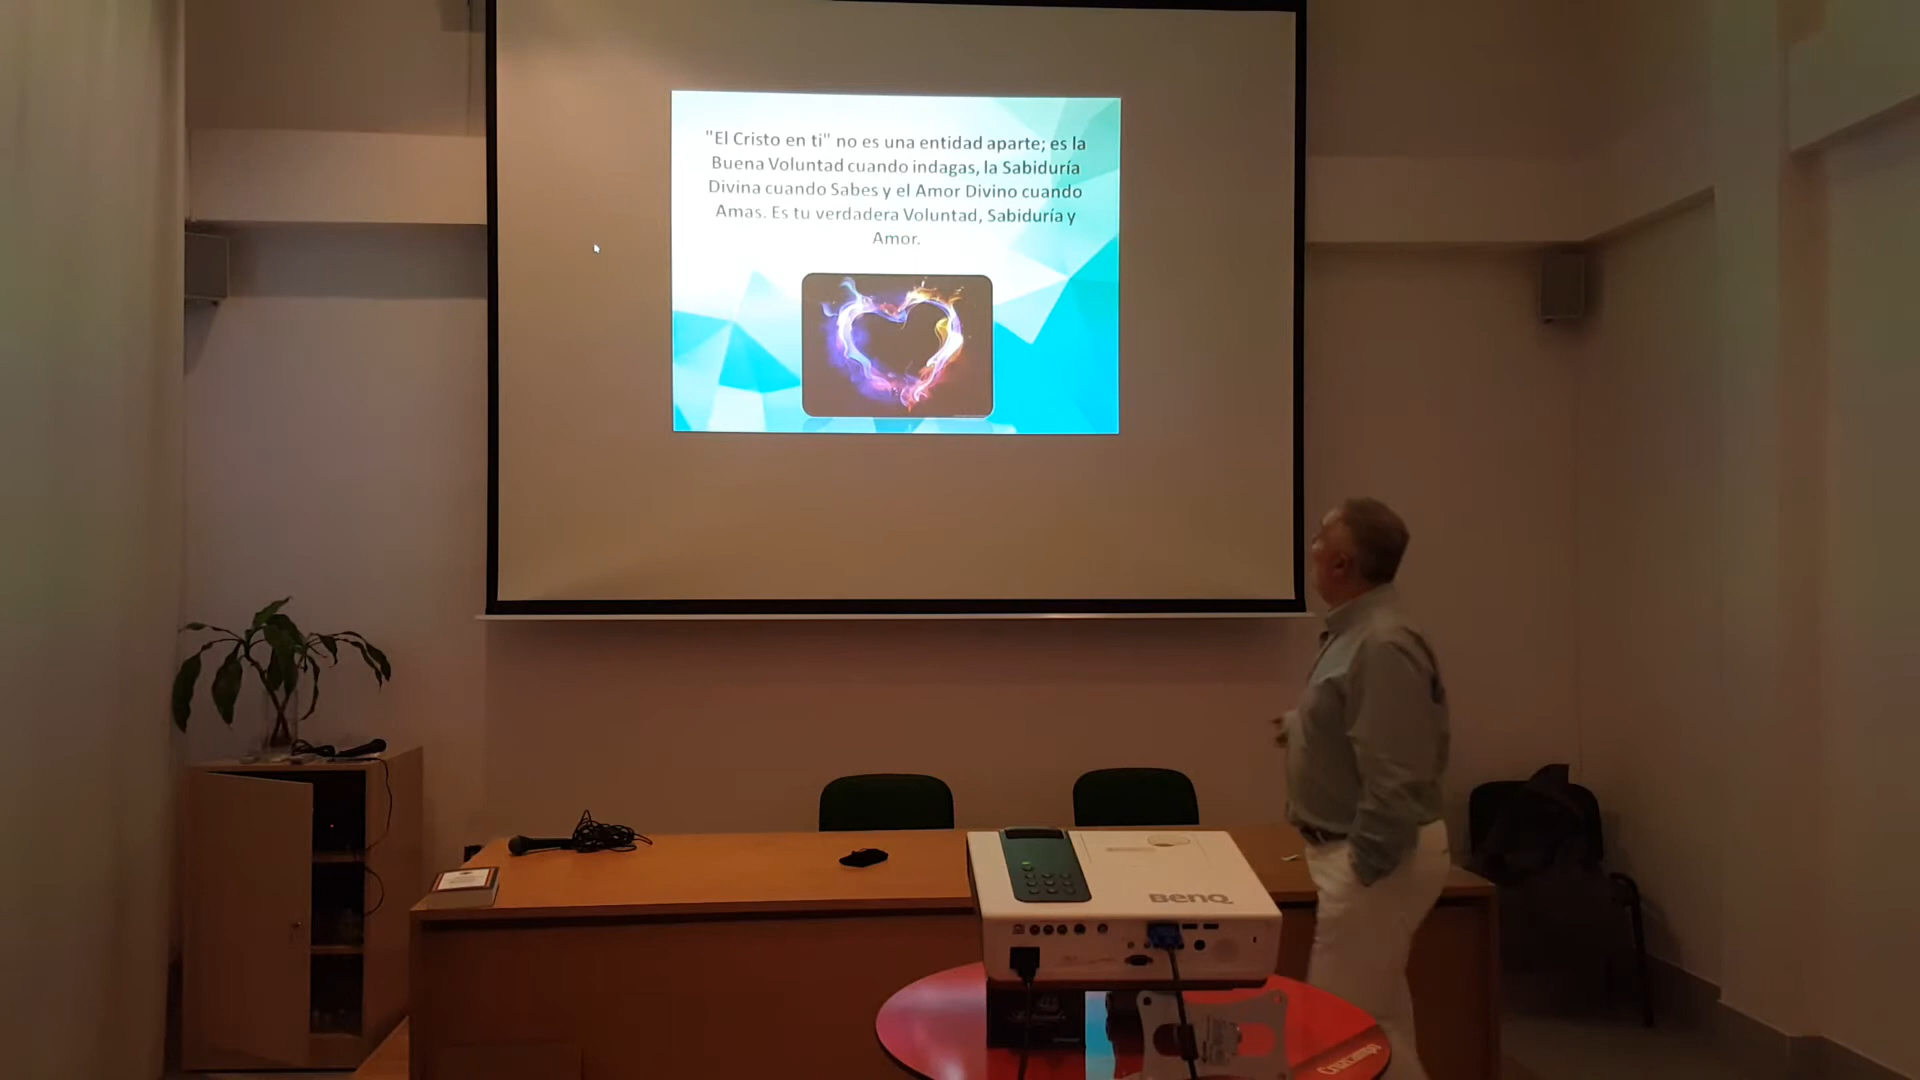 "El Cristo en ti" no es una entidad aparte; es la
Buena Voluntad cuando indagas, la Sabiduría
Divina cuando Sabes y el Amor Divino cuando
Amas. Es tu verdadera Voluntad, Sabiduría y
Amor.
BenQ
Cruzcampo